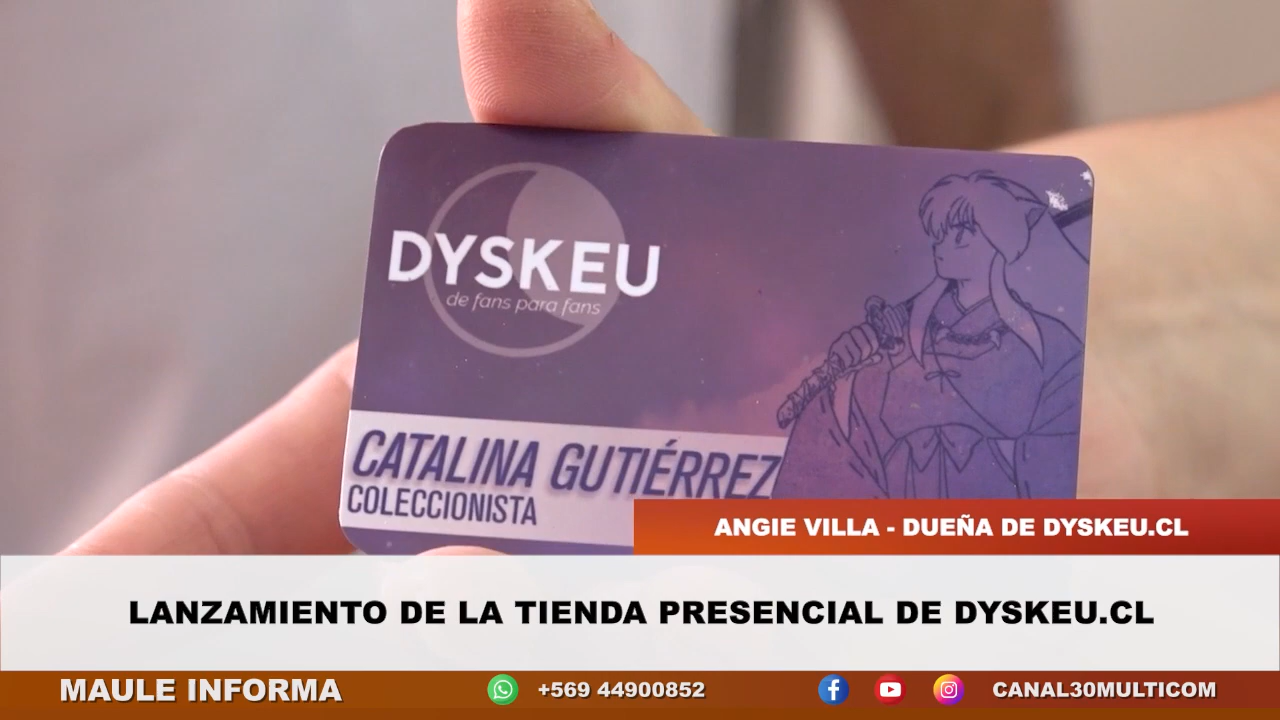 DYSKEU
de fans para fans
CATALINA GUTIÉRREZ
COLECCIONISTA
ANGIE VILLA - DUEÑA DE DYSKEU.CL
LANZAMIENTO DE LA TIENDA PRESENCIAL DE DYSKEU.CL
MAULE INFORMA +569 44900852 CANAL30MULTICOM